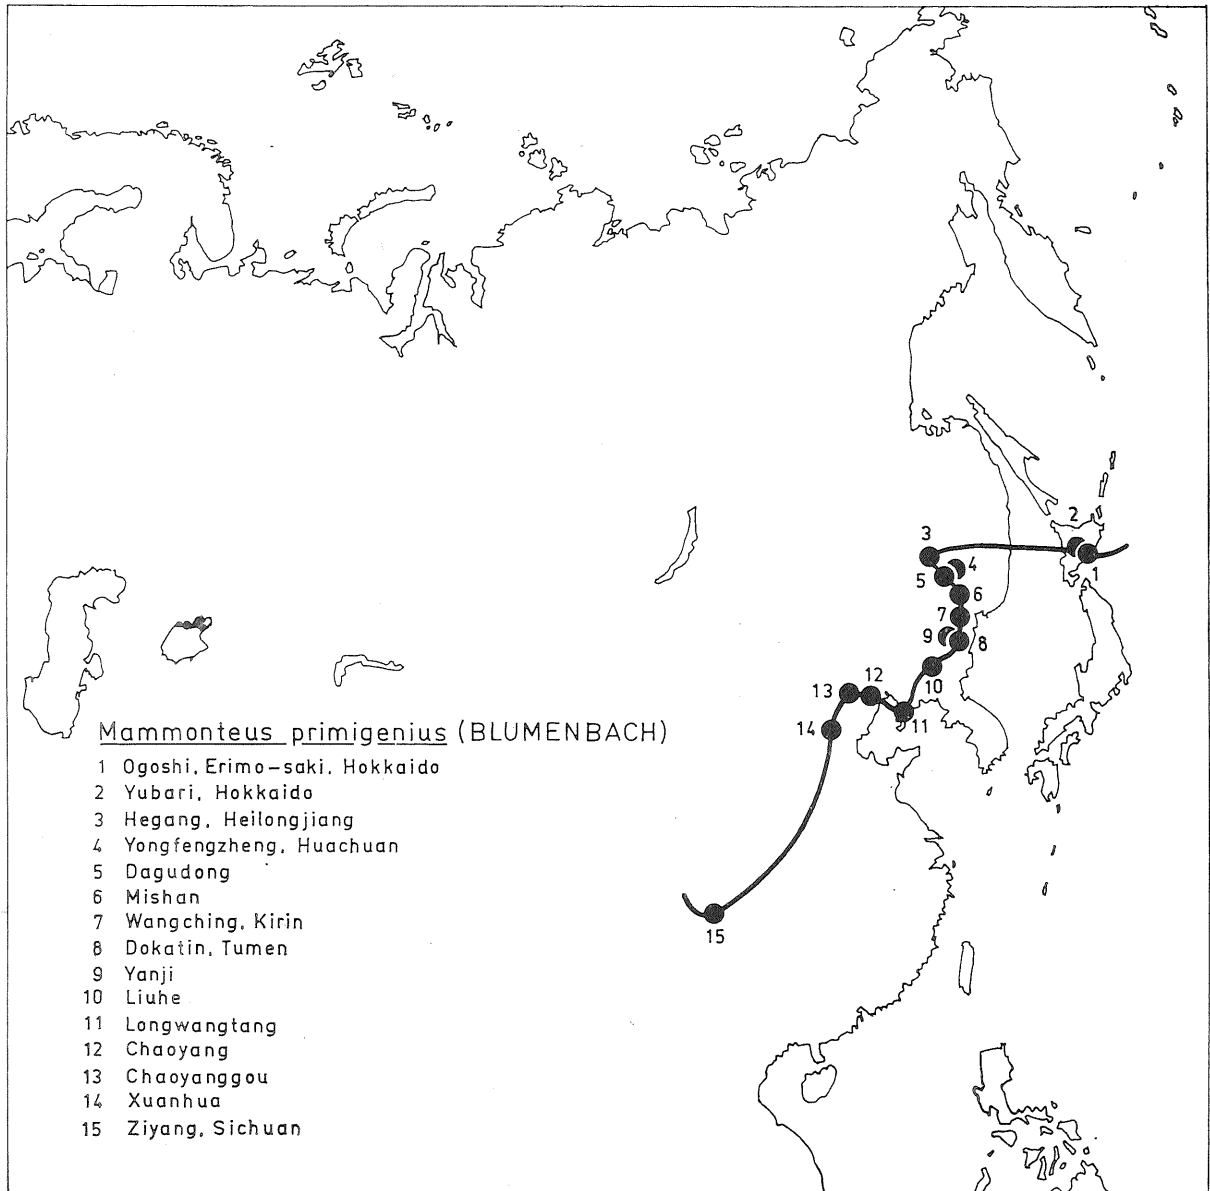 2
3
4
1
5
6
7
9
8
10
13
12
11
14
Mammonteus primigenius (BLUMENBACH)
1 Ogoshi, Erimo-saki, Hokkaido
2 Yubari, Hokkaido
3 Hegang, Heilongjiang
4 Yongfengzheng, Huachuan
5 Dagudong
6 Mishan
7 Wangching, Kirin
8 Dokatin, Tumen
9 Yanji
10 Liuhe
11 Longwangtang
12 Chaoyang
13 Chaoyanggou
14 Xuanhua
15 Ziyang, Sichuan
15